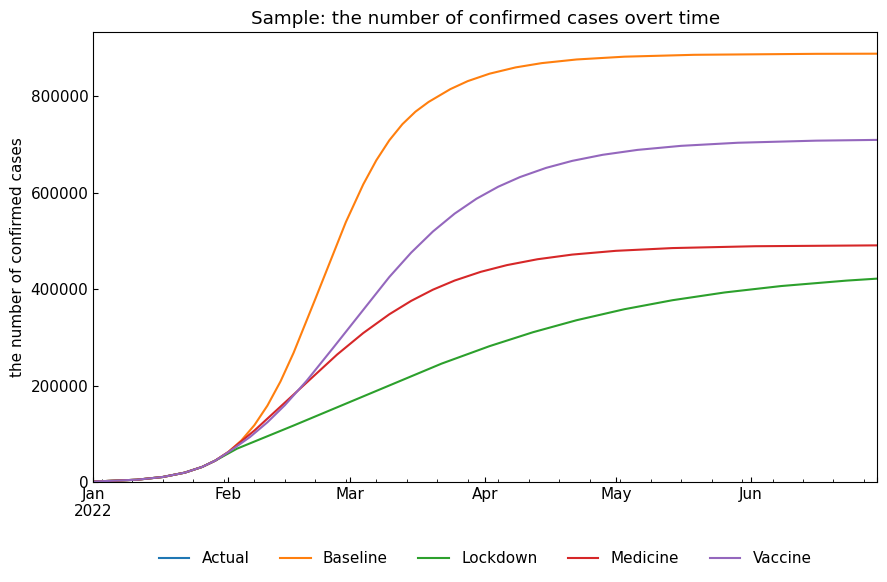 Sample: the number of confirmed cases overt time
the number of confirmed cases
800000
600000
400000
200000
0
Jan Feb Mar Apr May Jun
2022
Actual Baseline Lockdown Medicine Vaccine